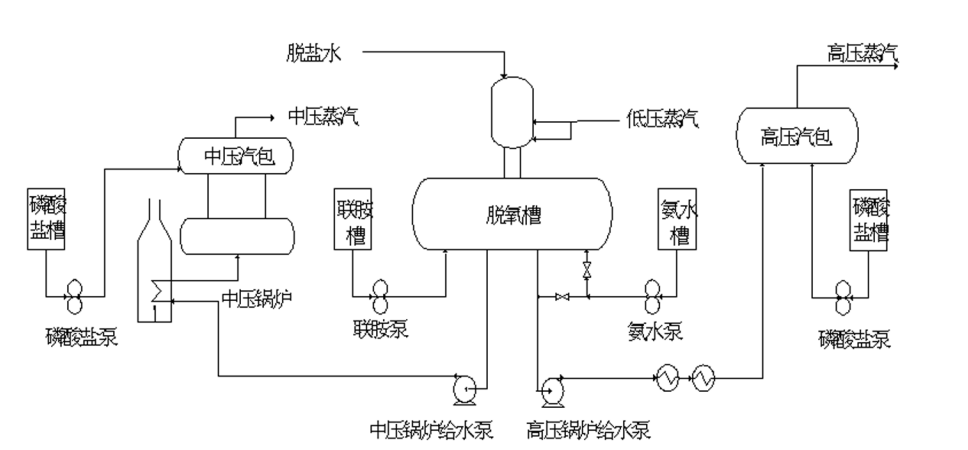 脱盐水
高压蒸汽
中压蒸汽
低压蒸汽
中压汽包
高压汽包
磷酸
盐槽
联胺
槽
脱氧槽
氨水
槽
磷酸
盐槽
中压锅炉
磷酸盐泵
联胺泵
氨水泵
磷酸盐泵
中压锅炉给水泵
高压锅炉给水泵